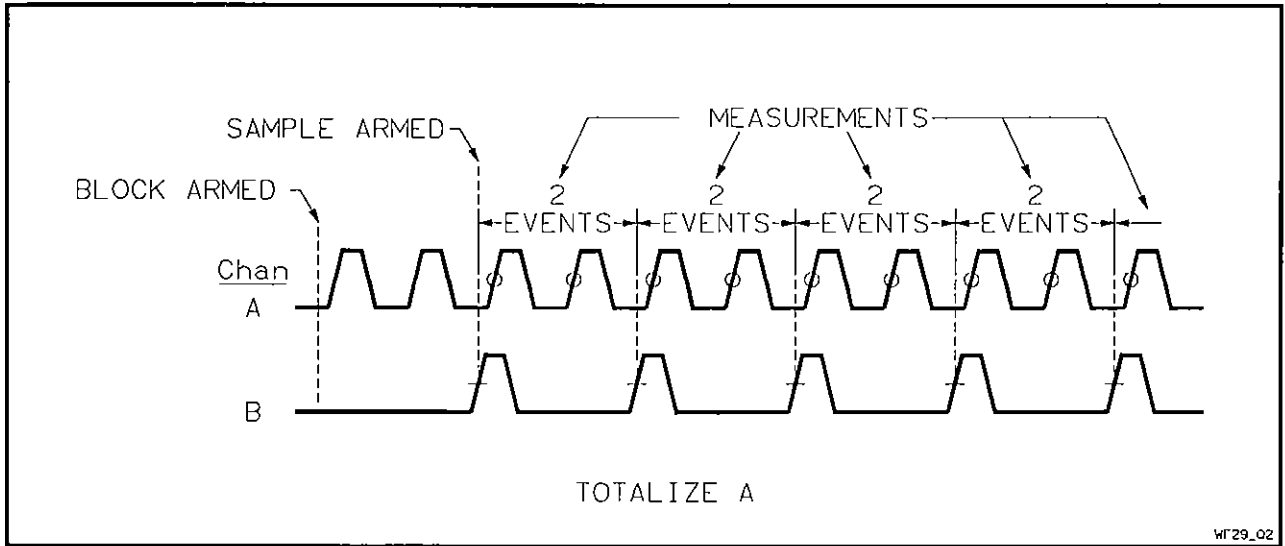 SAMPLE ARMED
MEASUREMENTS
BLOCK ARMED
2 2 2 2
EVENTS EVENTS EVENTS EVENTS
Chan
A
B
TOTALIZE A
WF29_02